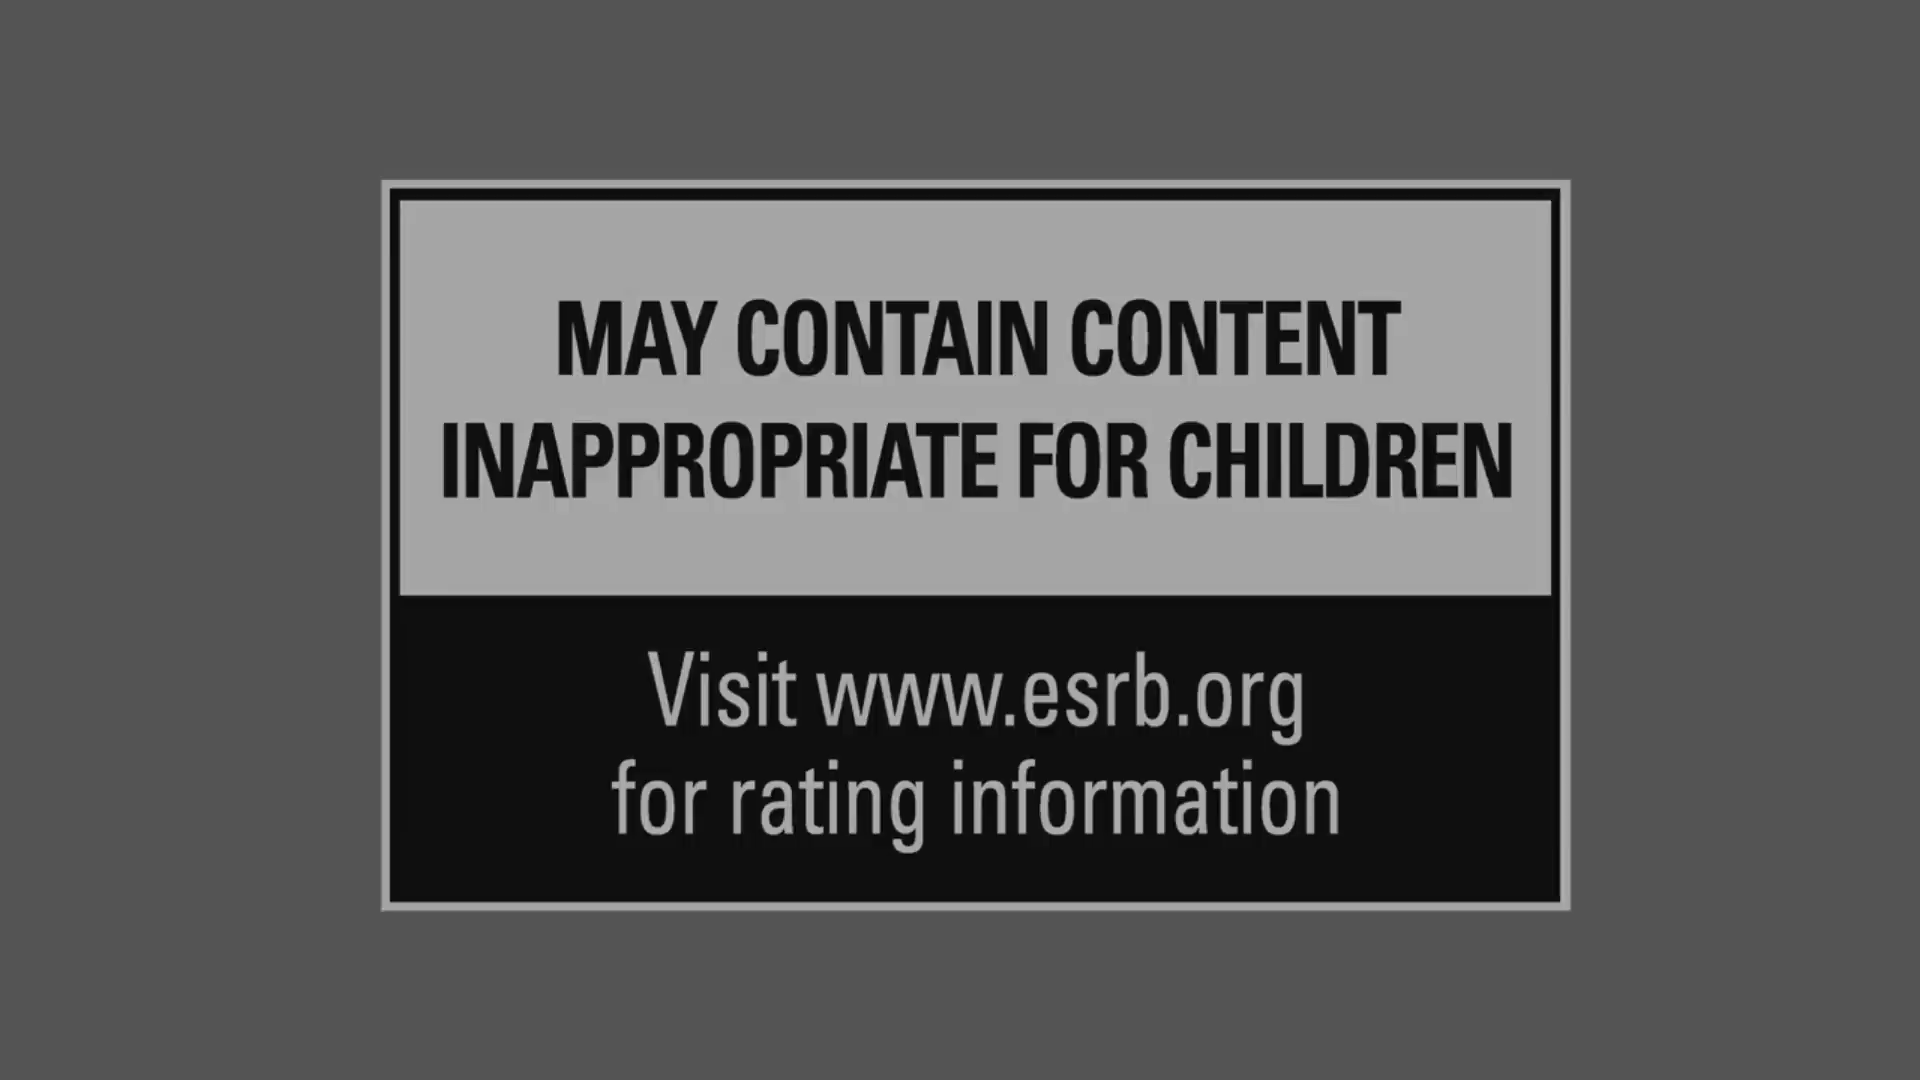 MAY CONTAIN CONTENT
INAPPROPRIATE FOR CHILDREN
Visit www.esrb.org
for rating information